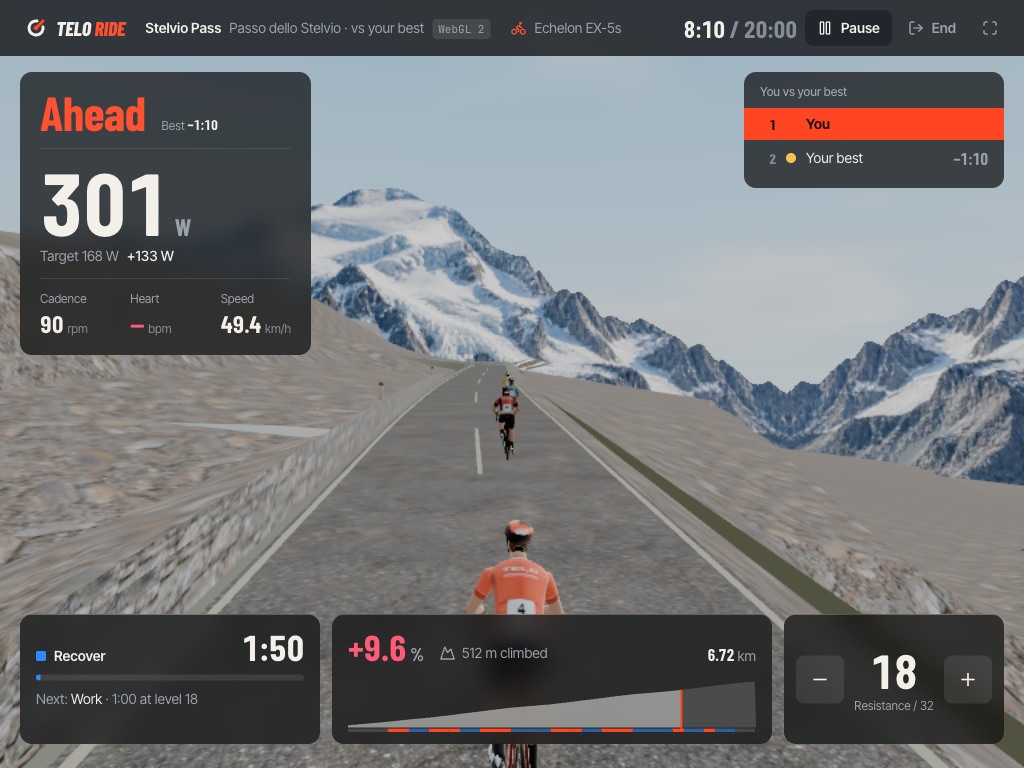 TELO RIDE Stelvio Pass Passo dello Stelvio · vs your best WebGL 2 Echelon EX-5s 8:10 / 20:00 Pause End
Ahead Best −1:10
301 W
Target 168 W +133 W
Cadence Heart Speed
90 rpm — bpm 49.4 km/h
You vs your best
1 You
2 Your best −1:10
TELO
4
Recover 1:50
Next: Work · 1:00 at level 18
+9.6 % 512 m climbed 6.72 km
− 18 +
Resistance / 32